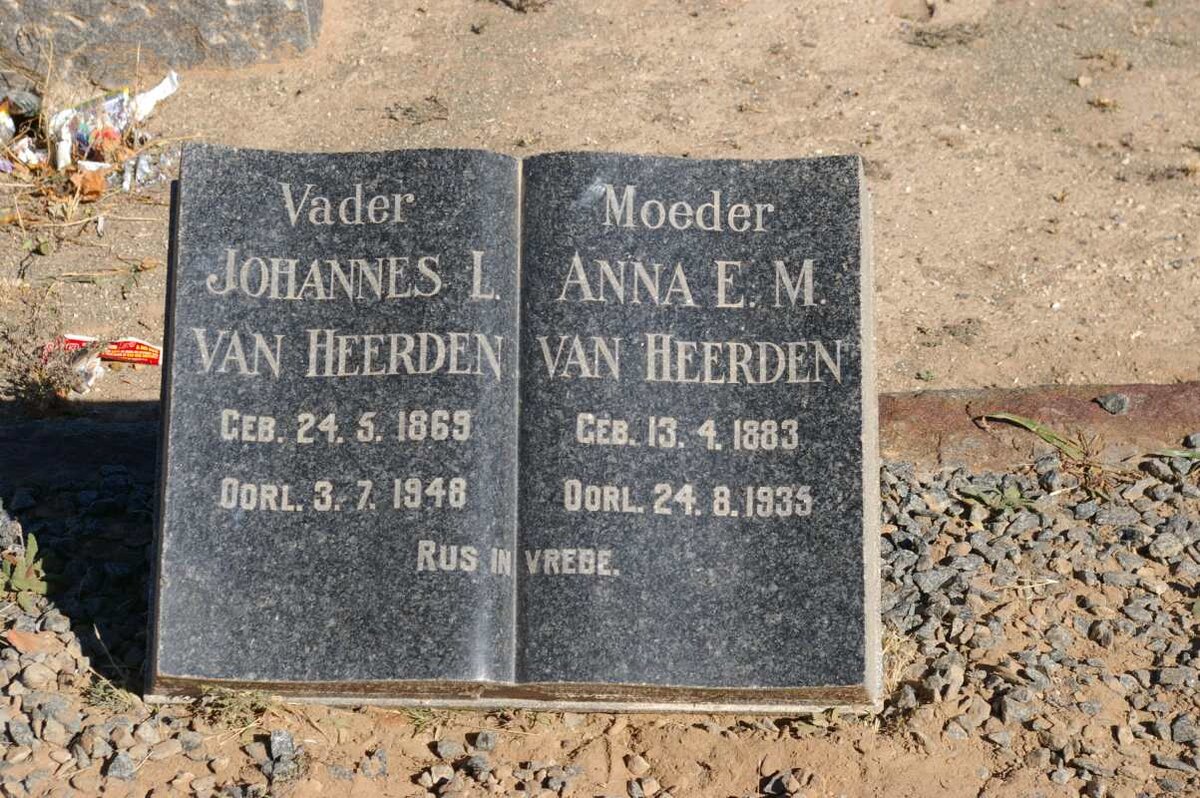 Vader
JOHANNES L.
VAN HEERDEN
GEB. 24. 5. 1869
OORL. 3. 7. 1948
Moeder
ANNA E. M.
VAN HEERDEN
GEB. 13. 4. 1883
OORL. 24. 8. 1935
RUS IN VREDE.